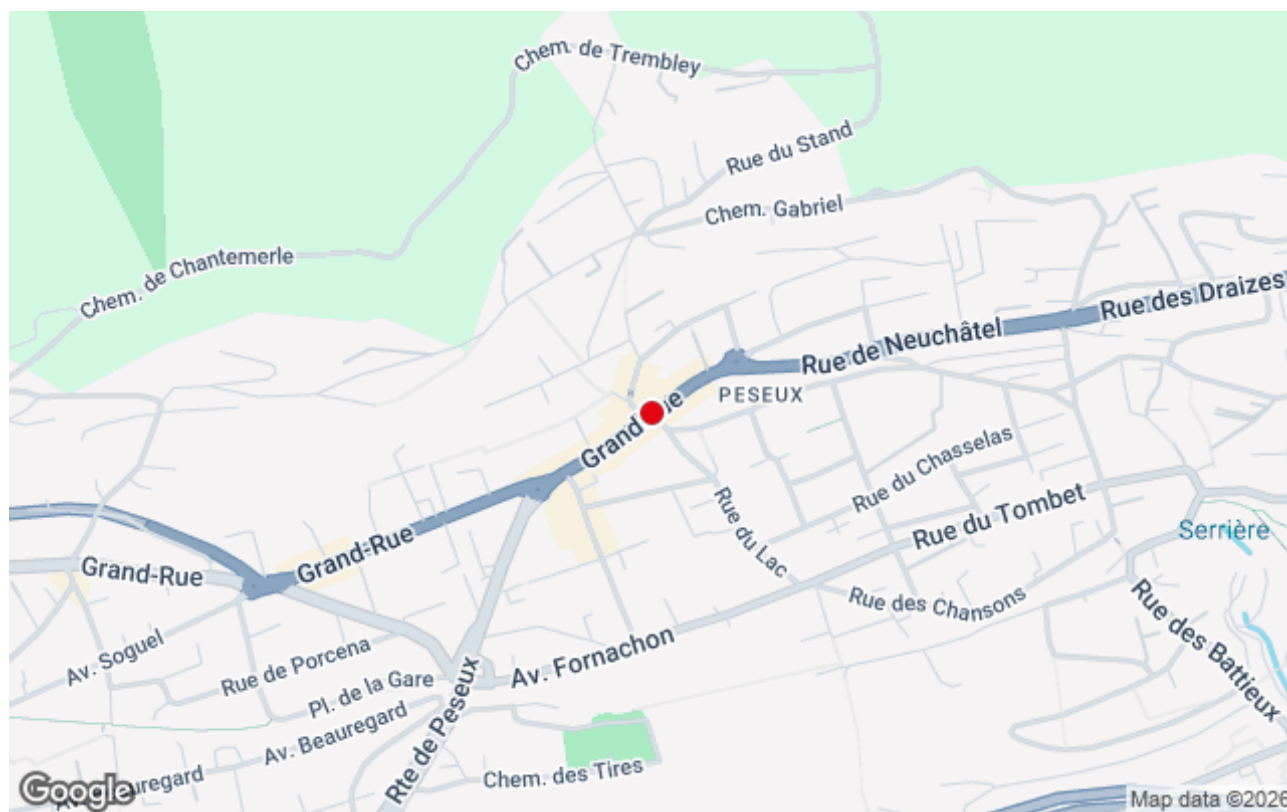 Chem. de Trembley
Rue du Stand
Chem. Gabriel
Chem. de Chantemerle
Rue des Draizes
Rue de Neuchâtel
PESEUX
Grand-Rue
Rue du Chasselas
Rue du Lac
Rue du Tombet
Serrière
Grand-Rue
Grand-Rue
Rue des Chansons
Rue des Battieux
Av. Soguel
Rue de Porcena
Av. Fornachon
Pl. de la Gare
Rte de Peseux
Av. Beauregard
Chem. des Tires
Google
Map data ©2026